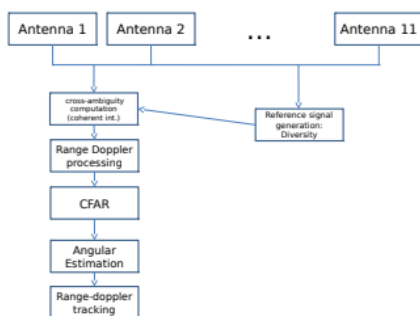 Antenna 1
Antenna 2
...
Antenna 11
cross-ambiguity
computation
(coherent int.)
Reference signal
generation:
Diversity
Range Doppler
processing
CFAR
Angular
Estimation
Range-doppler
tracking